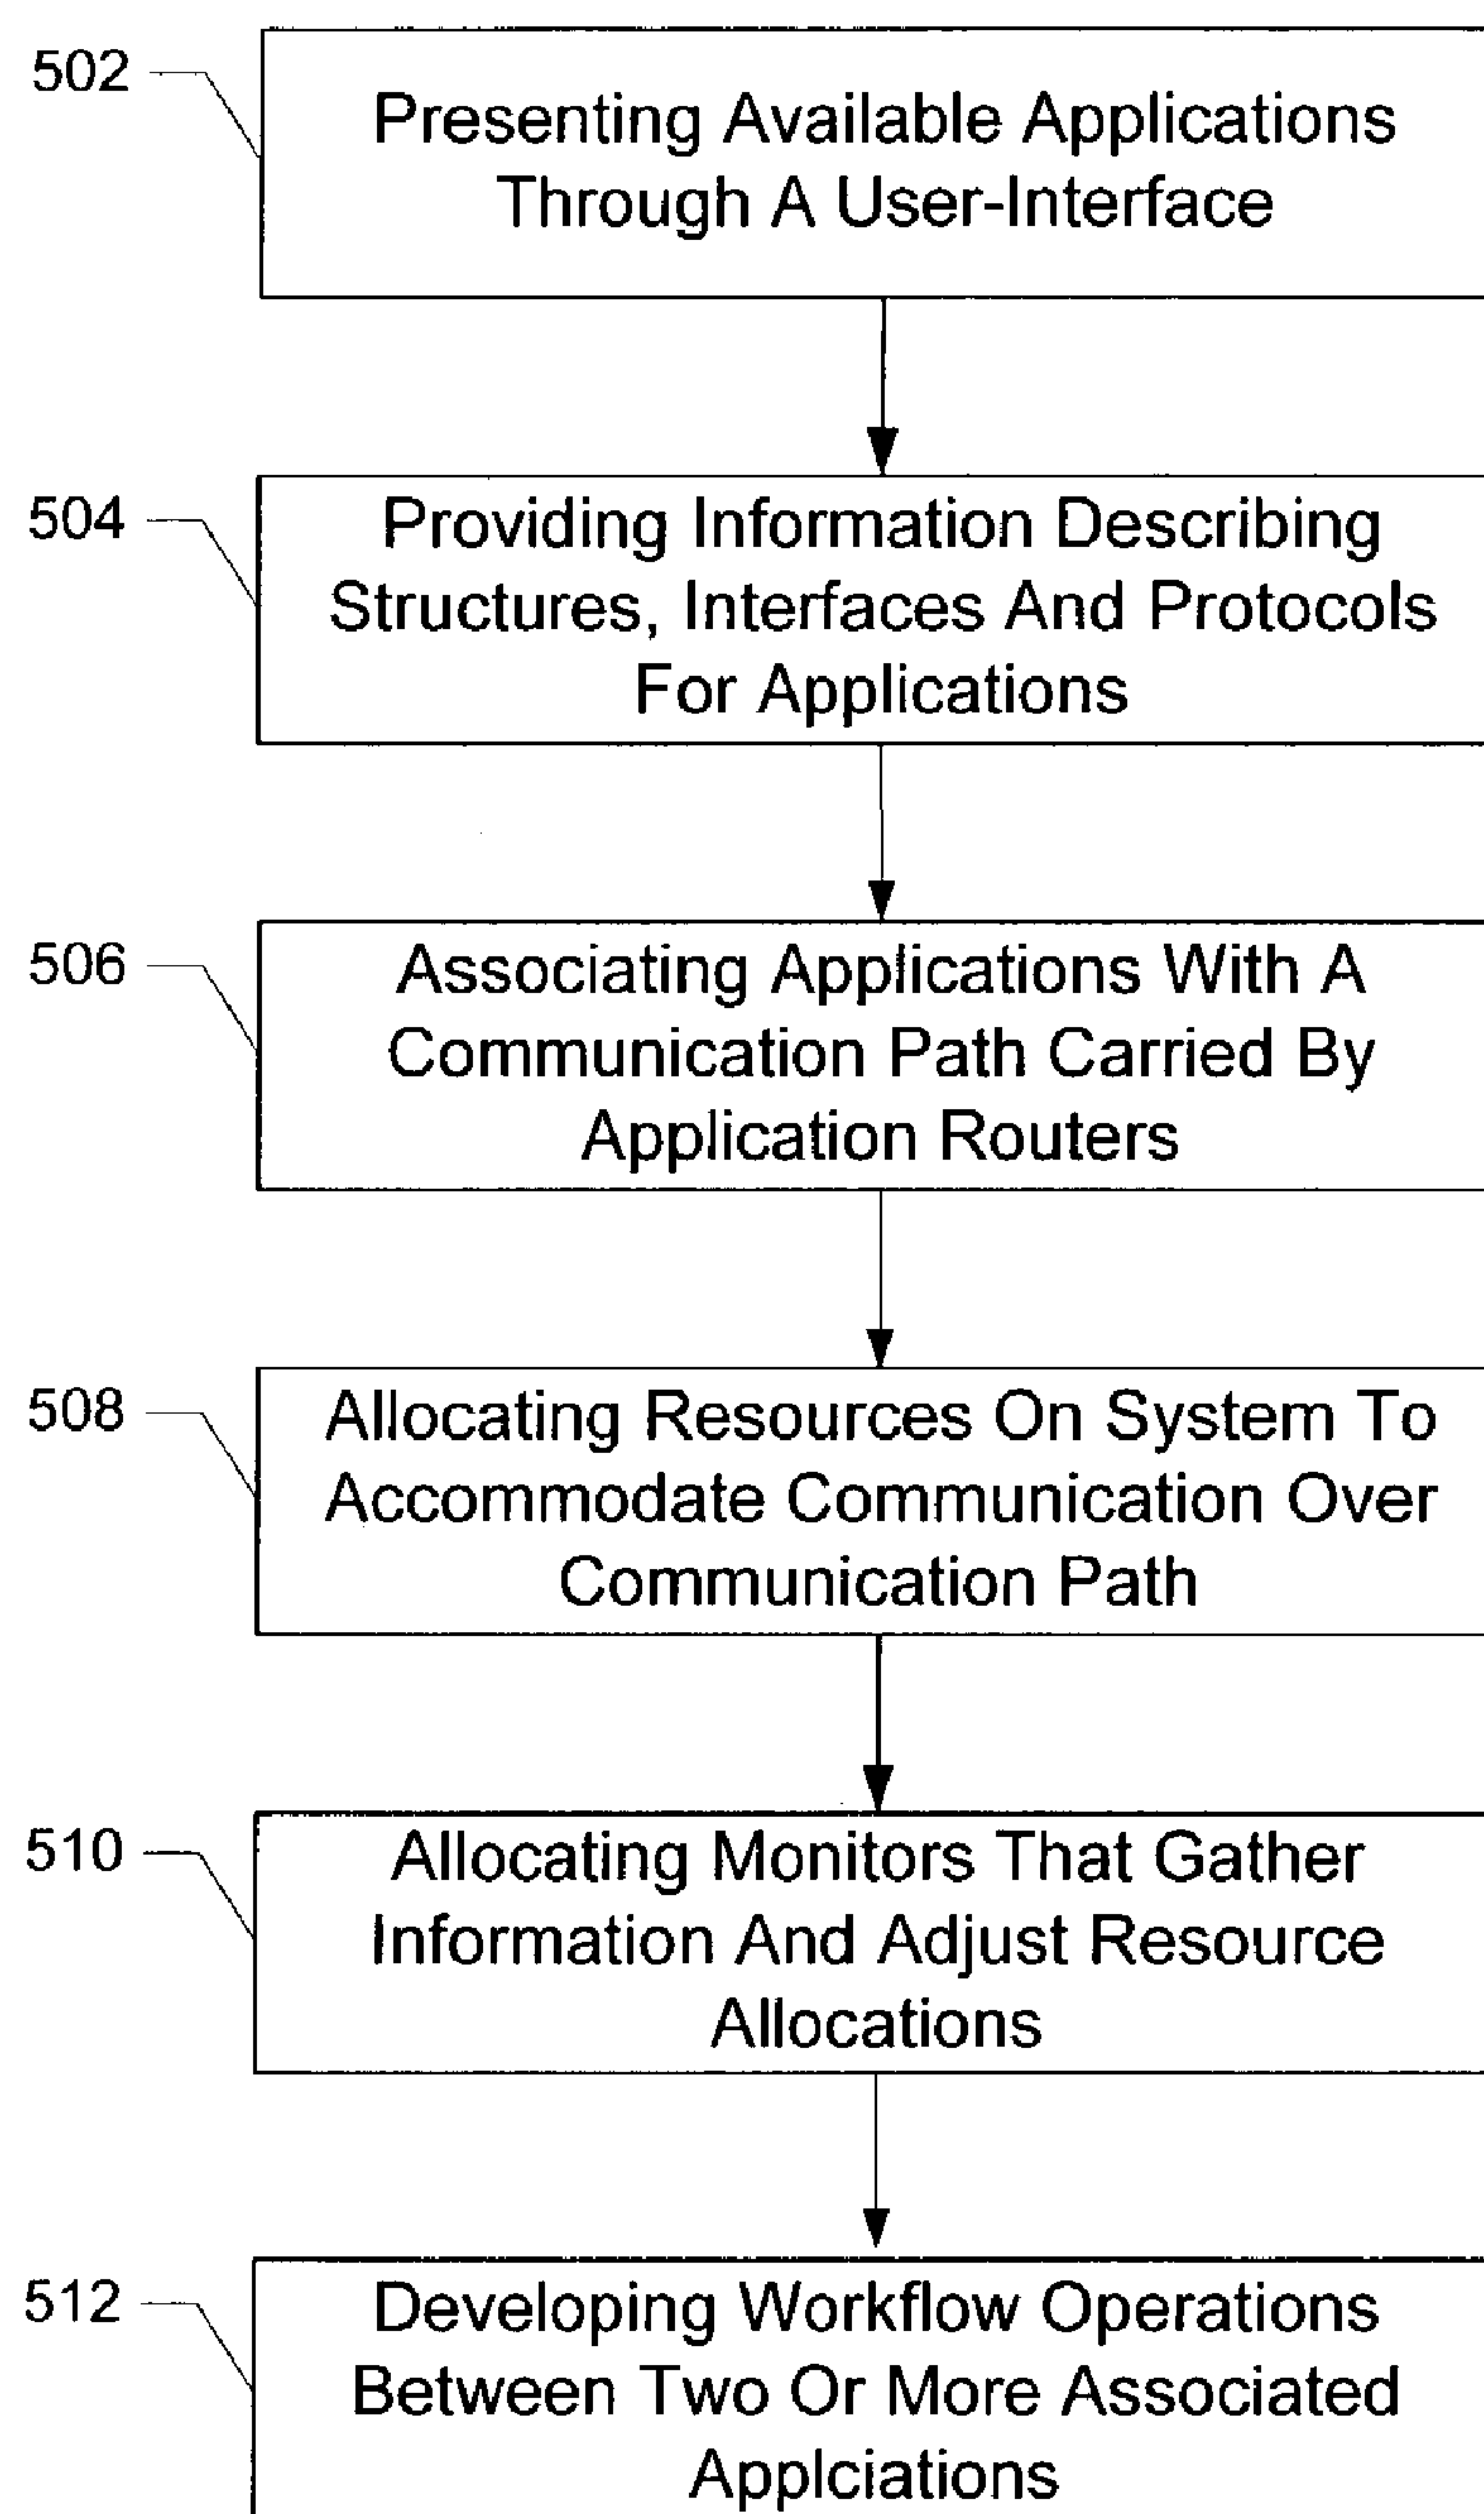 502
Presenting Available Applications
Through A User-Interface
504
Providing Information Describing
Structures, Interfaces And Protocols
For Applications
506
Associating Applications With A
Communication Path Carried By
Application Routers
508
Allocating Resources On System To
Accommodate Communication Over
Communication Path
510
Allocating Monitors That Gather
Information And Adjust Resource
Allocations
512
Developing Workflow Operations
Between Two Or More Associated
Applciations